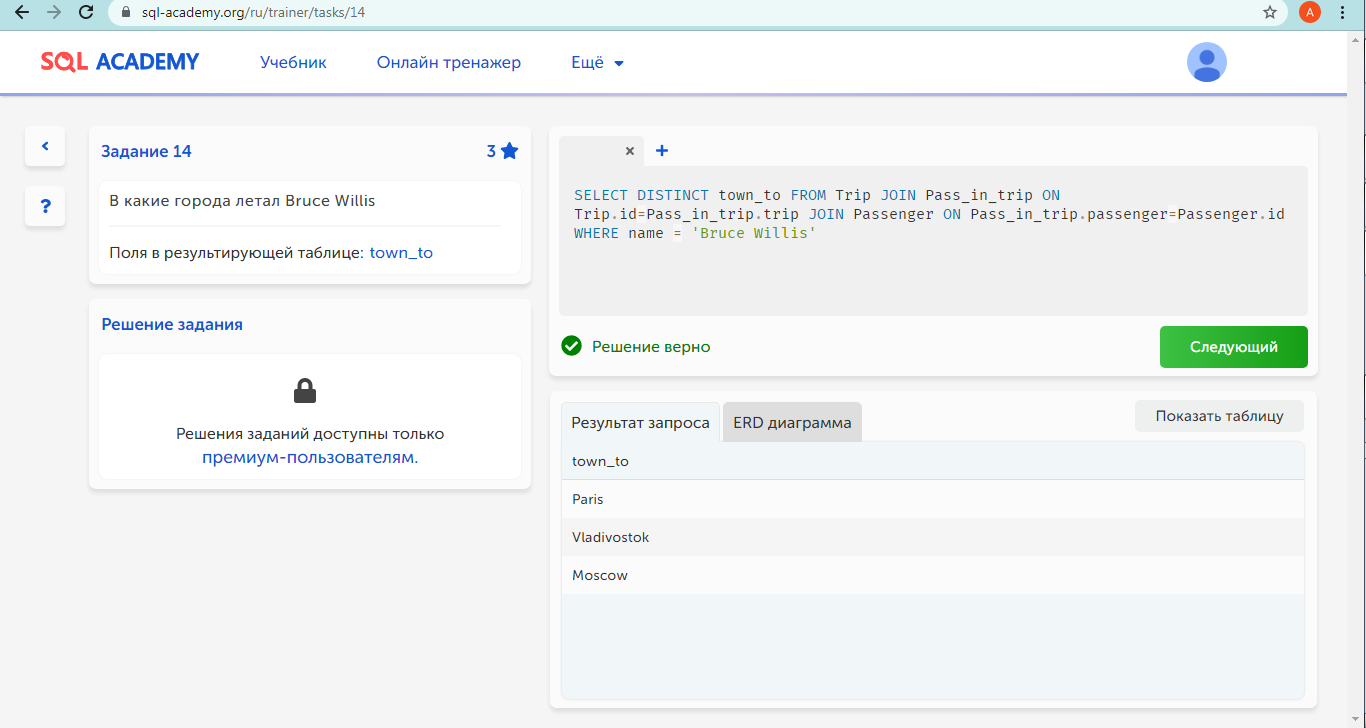 sql-academy.org/ru/trainer/tasks/14
A
SQL ACADEMY
Учебник
Онлайн тренажер
Ещё
Задание 14
3
В какие города летал Bruce Willis
Поля в результирующей таблице: town_to
Решение задания
Решения заданий доступны только
премиум-пользователям.
SELECT DISTINCT town_to FROM Trip JOIN Pass_in_trip ON
Trip.id=Pass_in_trip.trip JOIN Passenger ON Pass_in_trip.passenger=Passenger.id
WHERE name = 'Bruce Willis'
Решение верно
Следующий
Результат запроса
ERD диаграмма
Показать таблицу
town_to
Paris
Vladivostok
Moscow